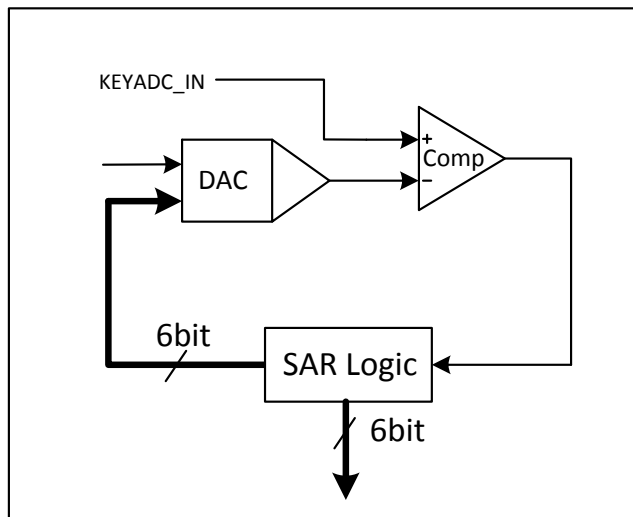 KEYADC_IN
+
Comp
DAC
−
6bit
SAR Logic
6bit